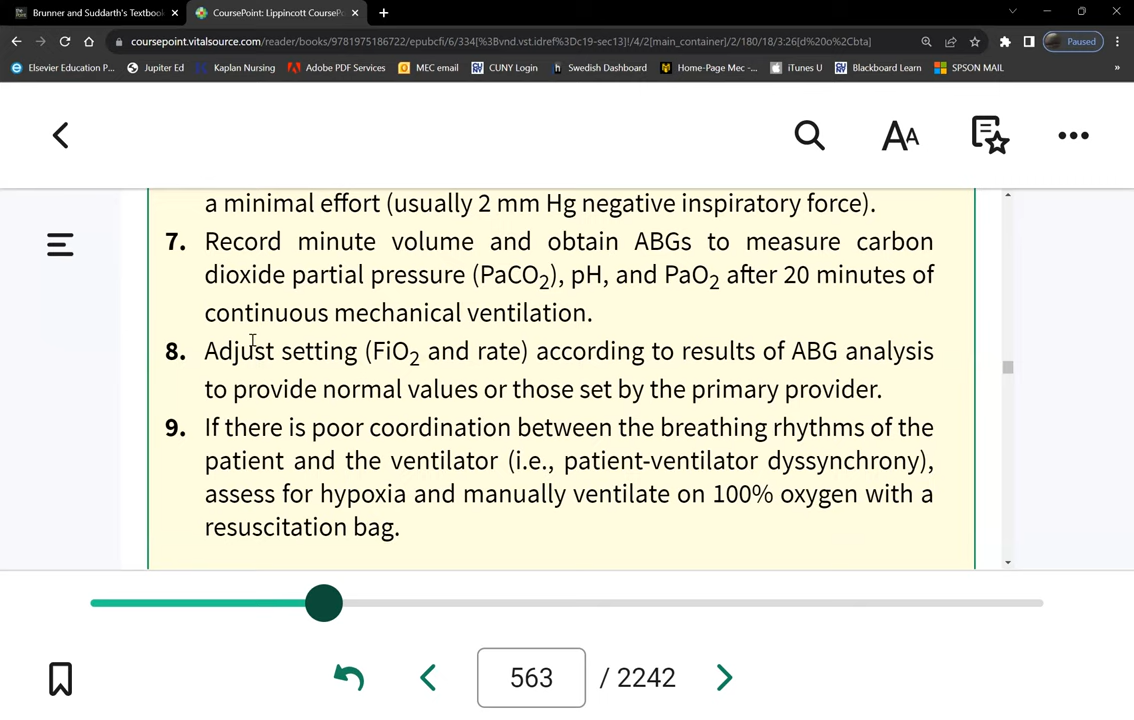 Brunner and Suddarth's Textbook
CoursePoint: Lippincott CoursePo
coursepoint.vitalsource.com/reader/books/9781975186722/epubcfi/6/334[%3Bvnd.vst.idref%3Dc19-sec13]!/4/2[main_container]/2/180/18/3:26[d%20o%2Cbta]
Paused
Elsevier Education P...
Jupiter Ed
Kaplan Nursing
Adobe PDF Services
MEC email
CUNY Login
Swedish Dashboard
Home-Page Mec -...
iTunes U
Blackboard Learn
SPSON MAIL
»
AA
a minimal effort (usually 2 mm Hg negative inspiratory force).
7. Record minute volume and obtain ABGs to measure carbon
dioxide partial pressure (PaCO2), pH, and PaO2 after 20 minutes of
continuous mechanical ventilation.
8. Adjust setting (FiO2 and rate) according to results of ABG analysis
to provide normal values or those set by the primary provider.
9. If there is poor coordination between the breathing rhythms of the
patient and the ventilator (i.e., patient-ventilator dyssynchrony),
assess for hypoxia and manually ventilate on 100% oxygen with a
resuscitation bag.
563 / 2242